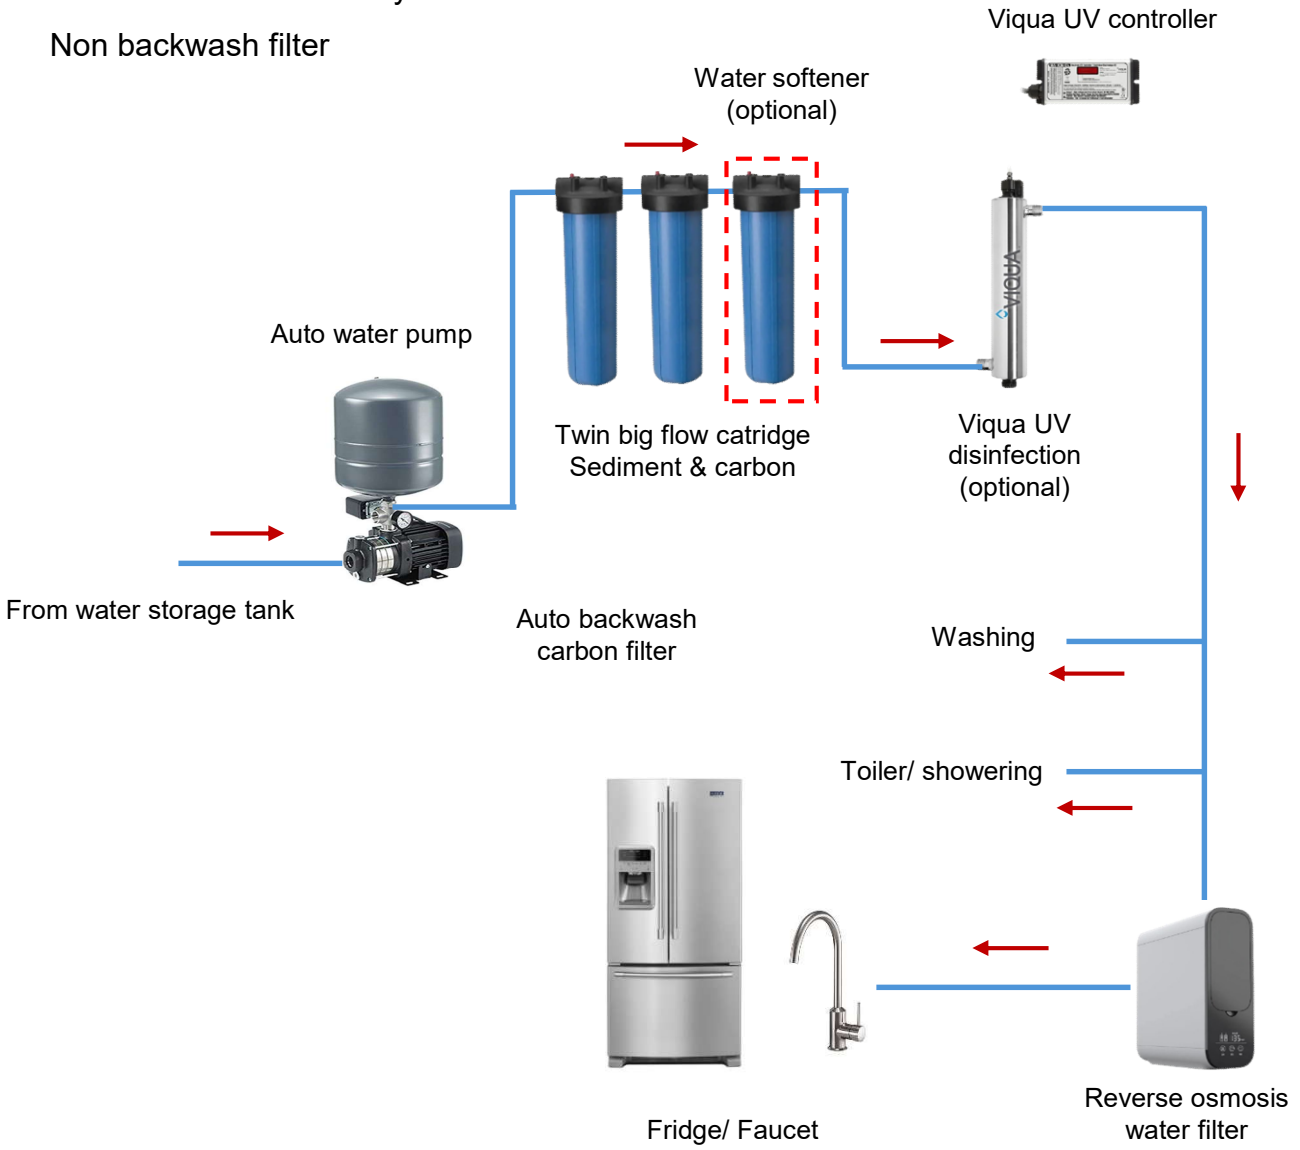 Viqua UV controller
Non backwash filter
Water softener
(optional)
VIQUA
Auto water pump
Twin big flow catridge
Sediment & carbon
Viqua UV
disinfection
(optional)
From water storage tank
Auto backwash
carbon filter
Washing
Toiler/ showering
Reverse osmosis
water filter
Fridge/ Faucet